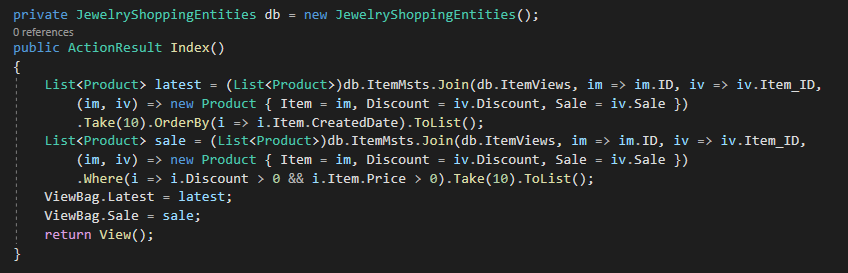 private JewelryShoppingEntities db = new JewelryShoppingEntities();
0 references
public ActionResult Index()
{
List<Product> latest = (List<Product>)db.ItemMsts.Join(db.ItemViews, im => im.ID, iv => iv.Item_ID,
(im, iv) => new Product { Item = im, Discount = iv.Discount, Sale = iv.Sale })
.Take(10).OrderBy(i => i.Item.CreatedDate).ToList();
List<Product> sale = (List<Product>)db.ItemMsts.Join(db.ItemViews, im => im.ID, iv => iv.Item_ID,
(im, iv) => new Product { Item = im, Discount = iv.Discount, Sale = iv.Sale })
.Where(i => i.Discount > 0 && i.Item.Price > 0).Take(10).ToList();
ViewBag.Latest = latest;
ViewBag.Sale = sale;
return View();
}